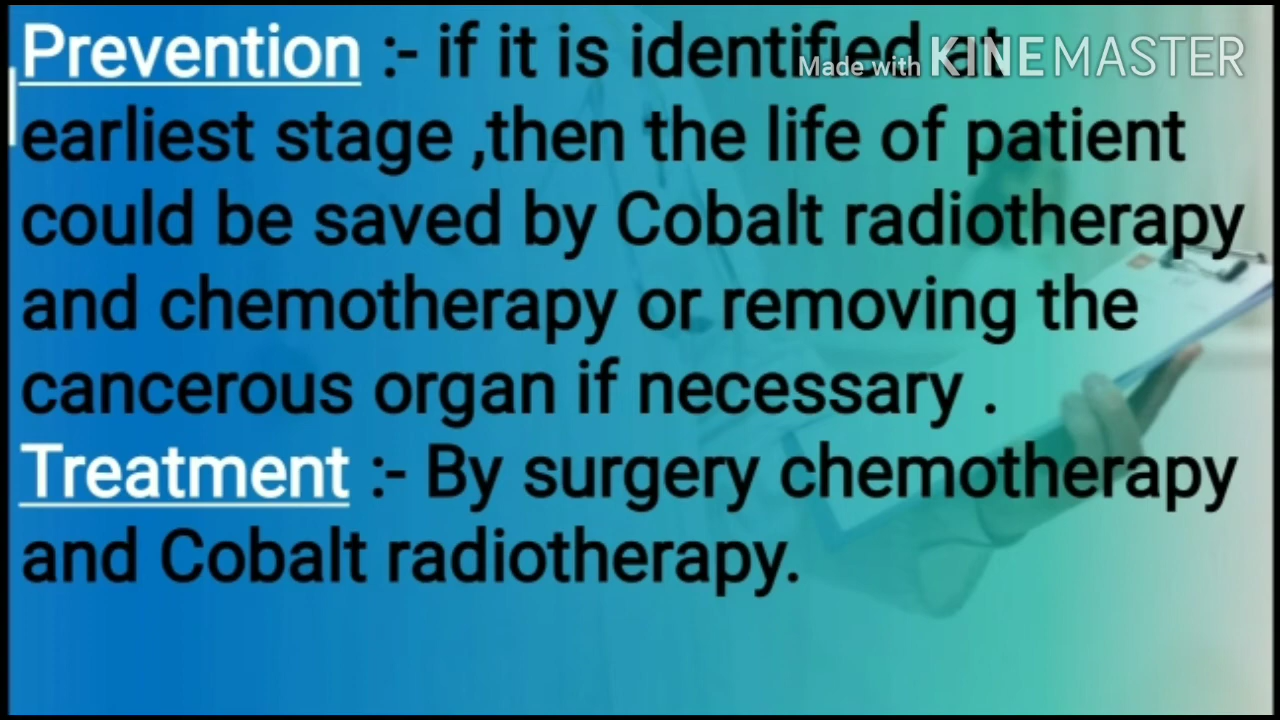 Prevention :- if it is identified at
Made with KINEMASTER
earliest stage ,then the life of patient
could be saved by Cobalt radiotherapy
and chemotherapy or removing the
cancerous organ if necessary .
Treatment :- By surgery chemotherapy
and Cobalt radiotherapy.